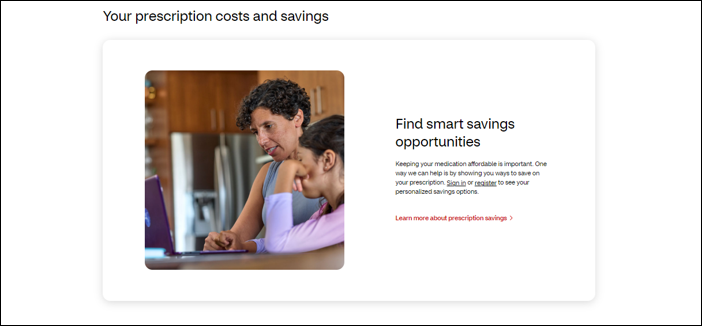 Your prescription costs and savings
Find smart savings
opportunities
Keeping your medication affordable is important. One
way we can help is by showing you ways to save on
your prescription. Sign in or register to see your
personalized savings options.
Learn more about prescription savings >